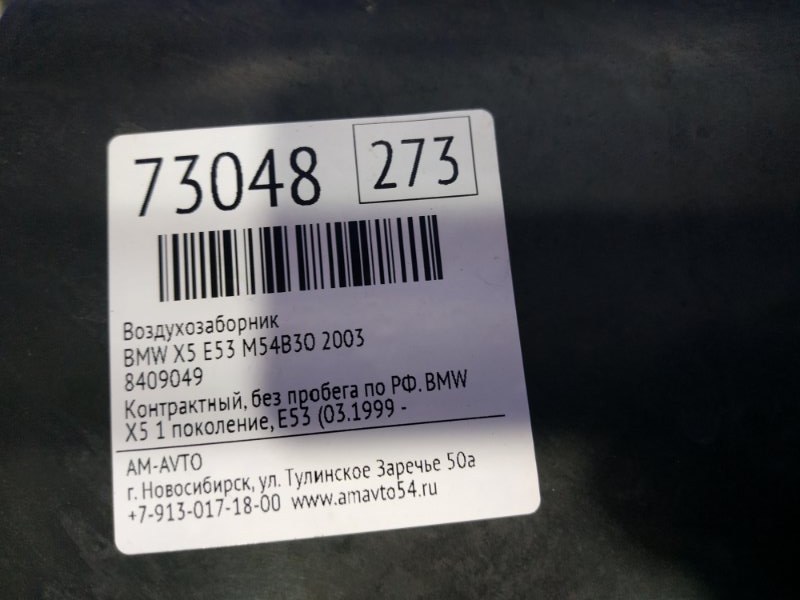 73048 273
Воздухозаборник
BMW X5 E53 M54B30 2003
8409049
Контрактный, без пробега по РФ. BMW
X5 1 поколение, E53 (03.1999 -
AM-AVTO
г. Новосибирск, ул. Тулинское Заречье 50а
+7-913-017-18-00 www.amavto54.ru